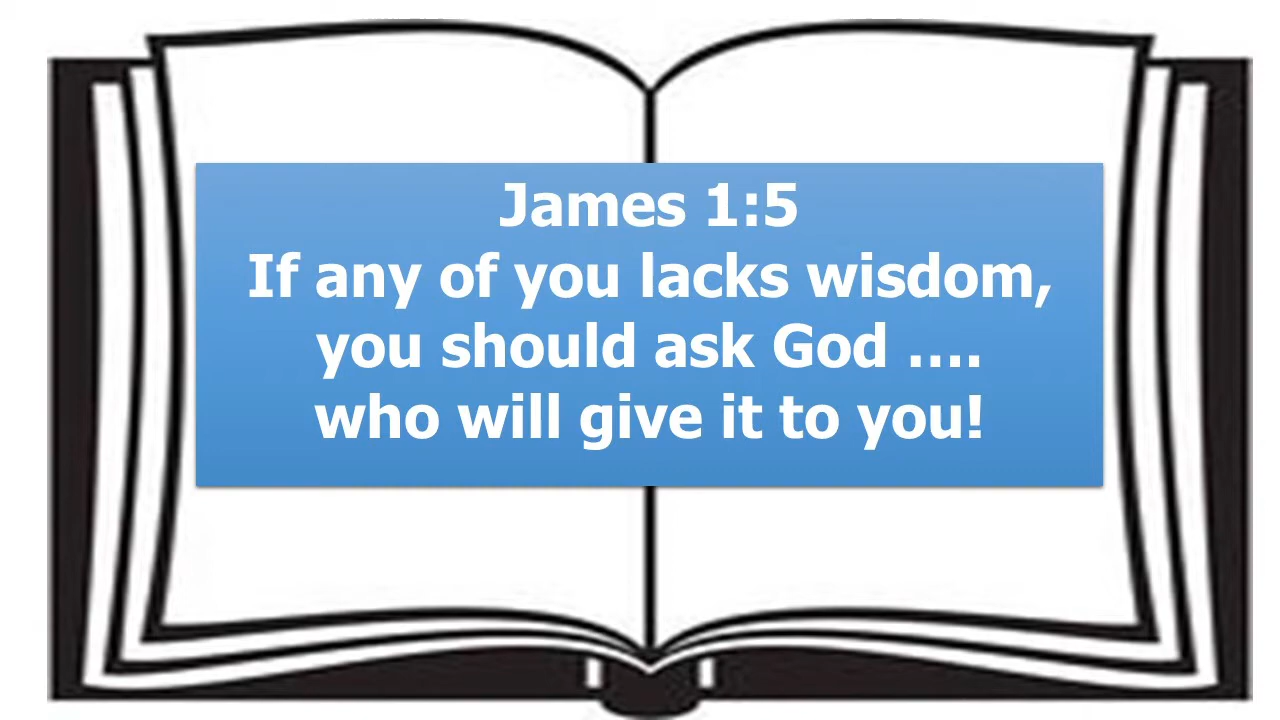 James 1:5
If any of you lacks wisdom,
you should ask God ....
who will give it to you!